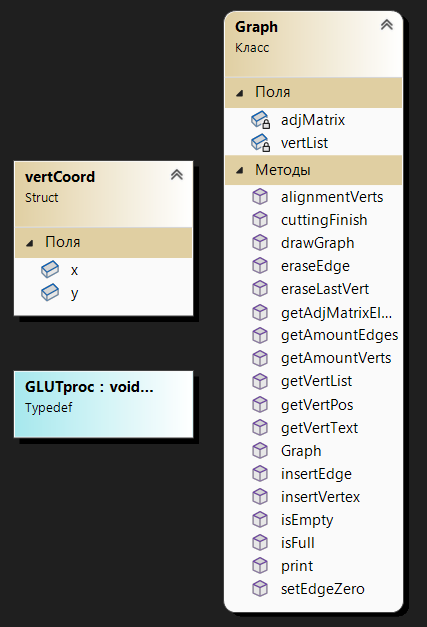 vertCoord
Struct
Поля
x
y
GLUTproc : void...
Typedef
Graph
Класс
Поля
adjMatrix
vertList
Методы
alignmentVerts
cuttingFinish
drawGraph
eraseEdge
eraseLastVert
getAdjMatrixEl...
getAmountEdges
getAmountVerts
getVertList
getVertPos
getVertText
Graph
insertEdge
insertVertex
isEmpty
isFull
print
setEdgeZero